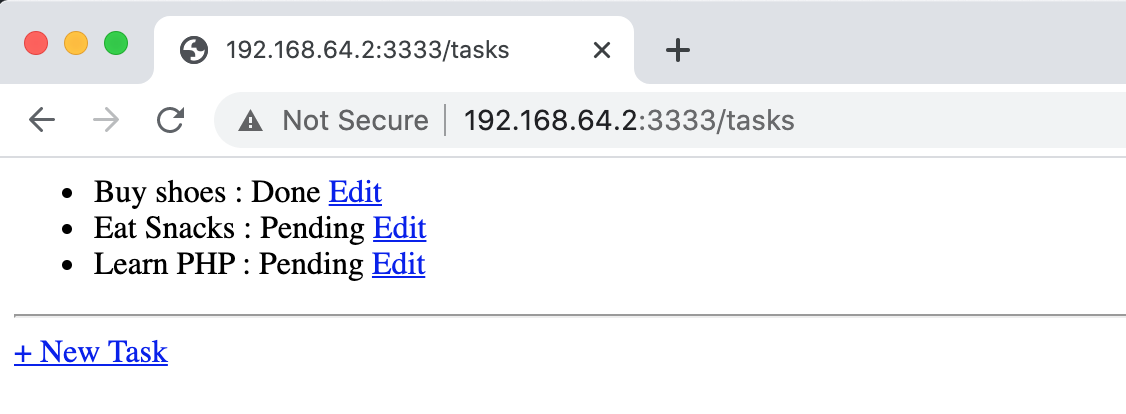 192.168.64.2:3333/tasks
Not Secure 192.168.64.2:3333/tasks
Buy shoes : Done Edit
Eat Snacks : Pending Edit
Learn PHP : Pending Edit
+ New Task